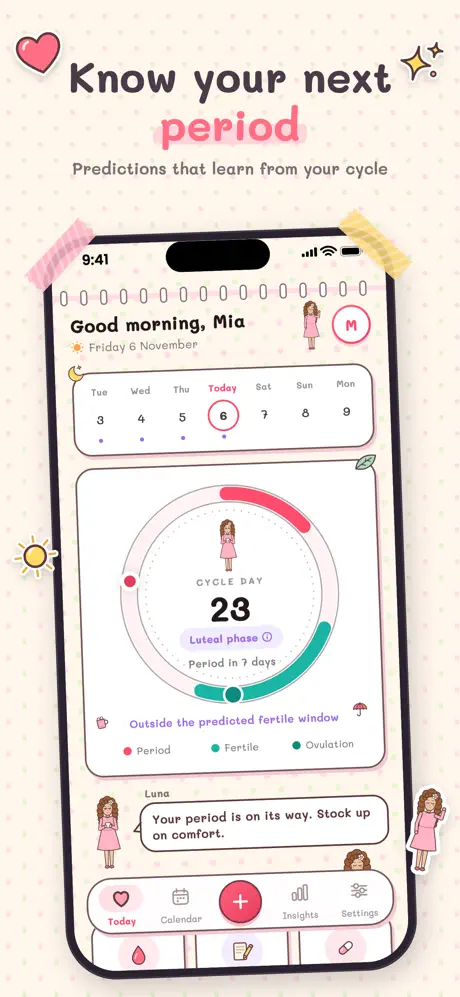 Know your next
period
Predictions that learn from your cycle
9:41
Good morning, Mia
M
Friday 6 November
Tue Wed Thu Today Sat Sun Mon
3 4 5 6 7 8 9
CYCLE DAY
23
Luteal phase
Period in 7 days
Outside the predicted fertile window
Period Fertile Ovulation
Luna
Your period is on its way. Stock up
on comfort.
Today Calendar + Insights Settings